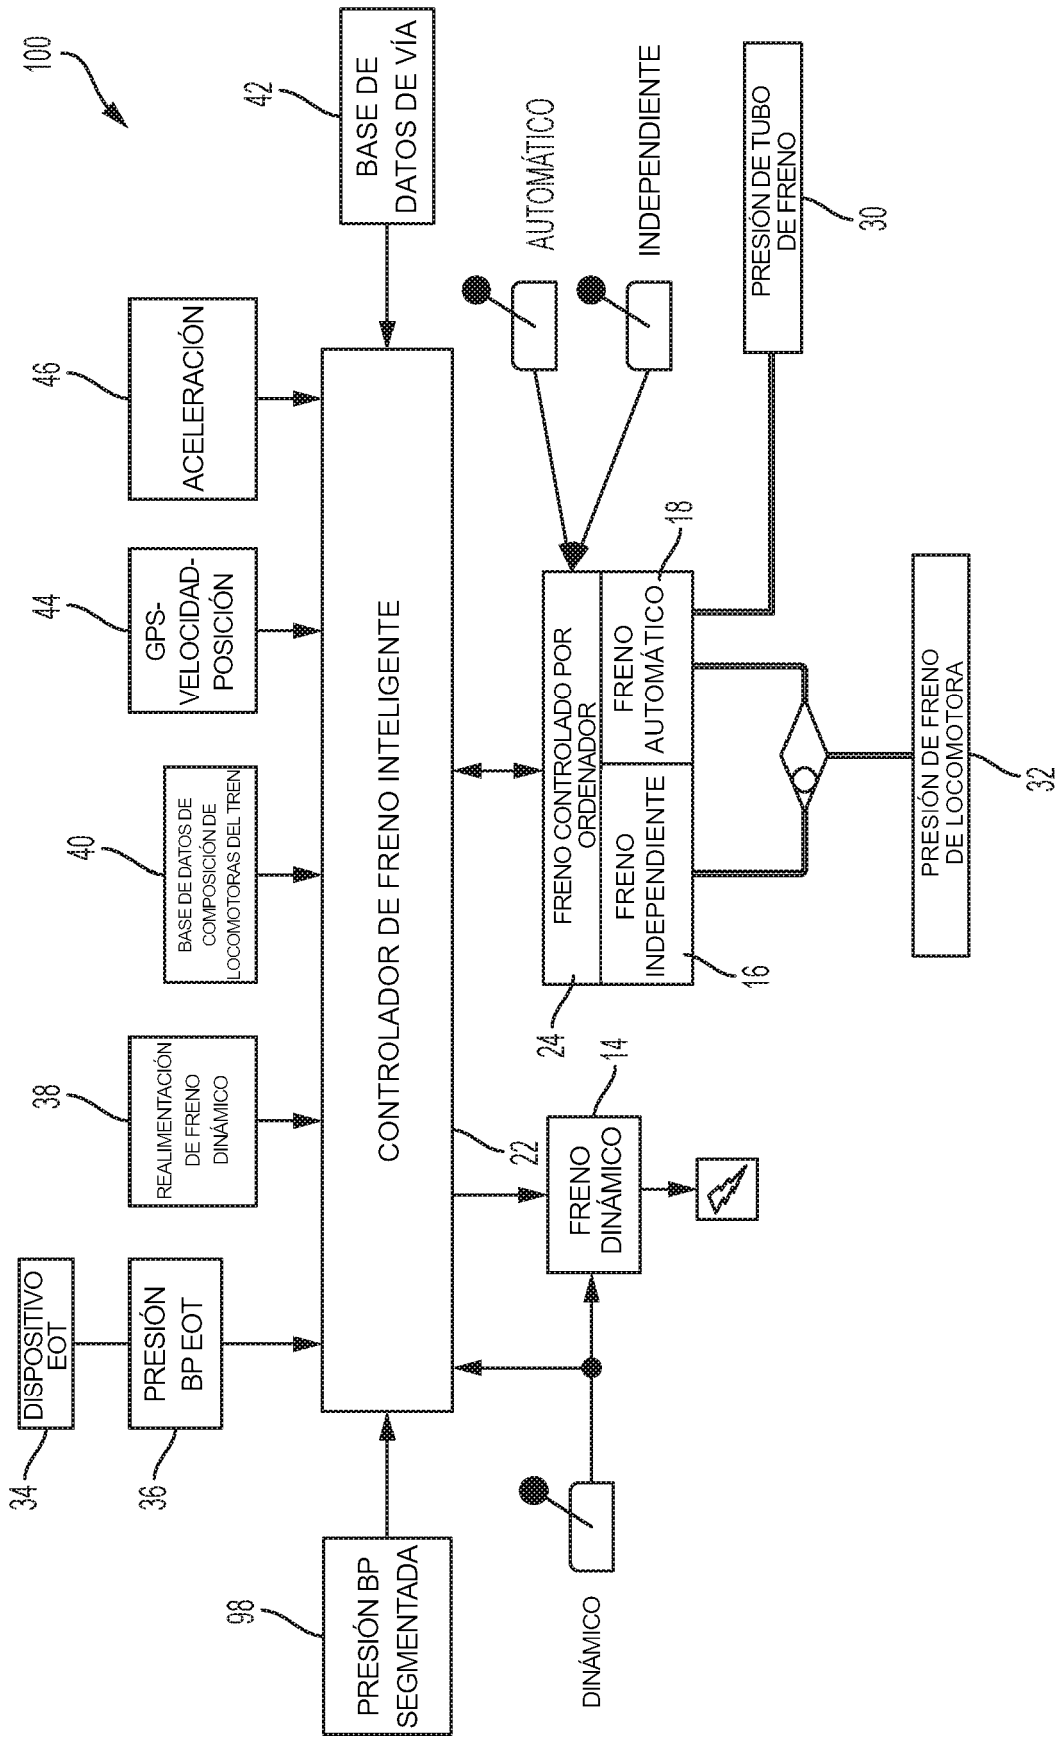 100
34
DISPOSITIVO
EOT
36
PRESIÓN
BP EOT
38
REALIMENTACIÓN
DE FRENO
DINÁMICO
40
BASE DE DATOS DE
COMPOSICIÓN DE
LOCOMOTORAS DEL TREN
44
GPS-
VELOCIDAD-
POSICIÓN
46
ACELERACIÓN
98
PRESIÓN BP
SEGMENTADA
CONTROLADOR DE FRENO INTELIGENTE
22
42
BASE DE
DATOS DE VÍA
DINÁMICO
14
FRENO
DINÁMICO
24
FRENO CONTROLADO POR
ORDENADOR
FRENO
INDEPENDIENTE
16
FRENO
AUTOMÁTICO
18
AUTOMÁTICO
INDEPENDIENTE
PRESIÓN DE TUBO
DE FRENO
30
PRESIÓN DE FRENO
DE LOCOMOTORA
32